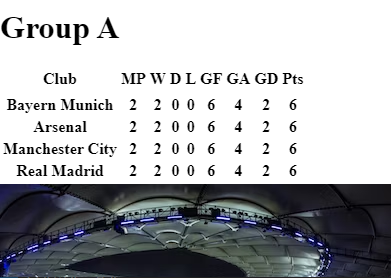 Group A
Club MP W D L GF GA GD Pts
Bayern Munich 2 2 0 0 6 4 2 6
Arsenal 2 2 0 0 6 4 2 6
Manchester City 2 2 0 0 6 4 2 6
Real Madrid 2 2 0 0 6 4 2 6